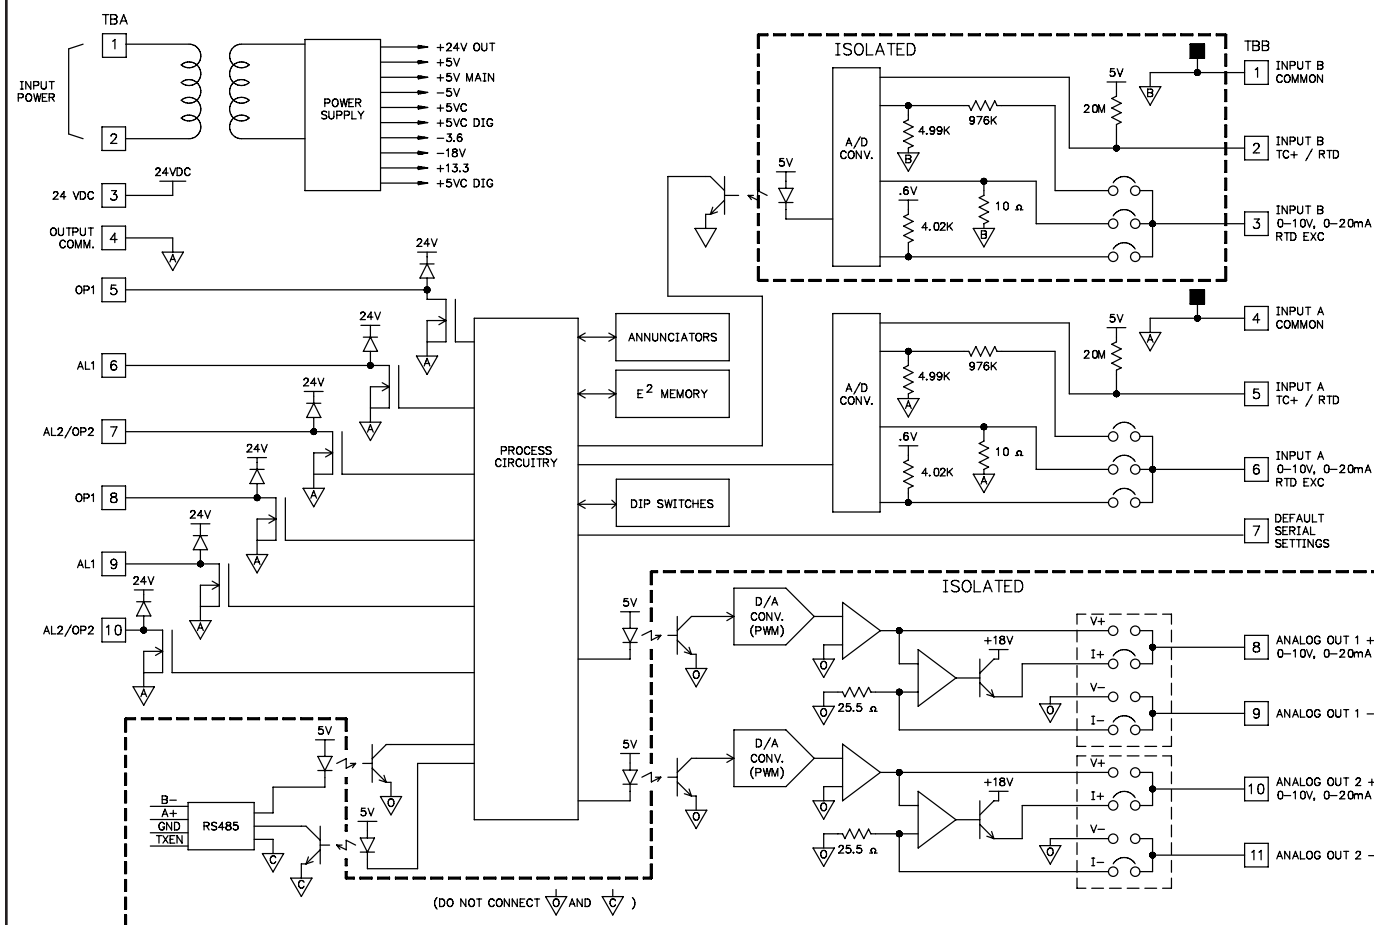 TBA
1
INPUT
POWER
2
POWER
SUPPLY
+24V OUT
+5V
+5V MAIN
-5V
+5VC
+5VC DIG
-3.6
-18V
+13.3
+5VC DIG
24 VDC
3
24VDC
OUTPUT
COMM.
4
A
OP1
5
24V
A
AL1
6
24V
A
AL2/OP2
7
24V
A
OP1
8
24V
A
AL1
9
24V
A
AL2/OP2
10
24V
A
PROCESS
CIRCUITRY
ANNUNCIATORS
E2 MEMORY
DIP SWITCHES
ISOLATED
5V
A/D
CONV.
4.99K
B
976K
.6V
4.02K
10 Ω
B
5V
20M
B
TBB
1
INPUT B
COMMON
2
INPUT B
TC+ / RTD
3
INPUT B
0-10V, 0-20mA
RTD EXC
A/D
CONV.
4.99K
A
976K
.6V
4.02K
10 Ω
A
5V
20M
A
4
INPUT A
COMMON
5
INPUT A
TC+ / RTD
6
INPUT A
0-10V, 0-20mA
RTD EXC
7
DEFAULT
SERIAL
SETTINGS
ISOLATED
5V
O
D/A
CONV.
(PWM)
O
O
25.5 Ω
+18V
O
V+
I+
V-
I-
8
ANALOG OUT 1 +
0-10V, 0-20mA
9
ANALOG OUT 1 -
5V
O
D/A
CONV.
(PWM)
O
O
25.5 Ω
+18V
O
V+
I+
V-
I-
10
ANALOG OUT 2 +
0-10V, 0-20mA
11
ANALOG OUT 2 -
B-
A+
GND
TXEN
RS485
5V
O
5V
C
C
(DO NOT CONNECT O AND C )